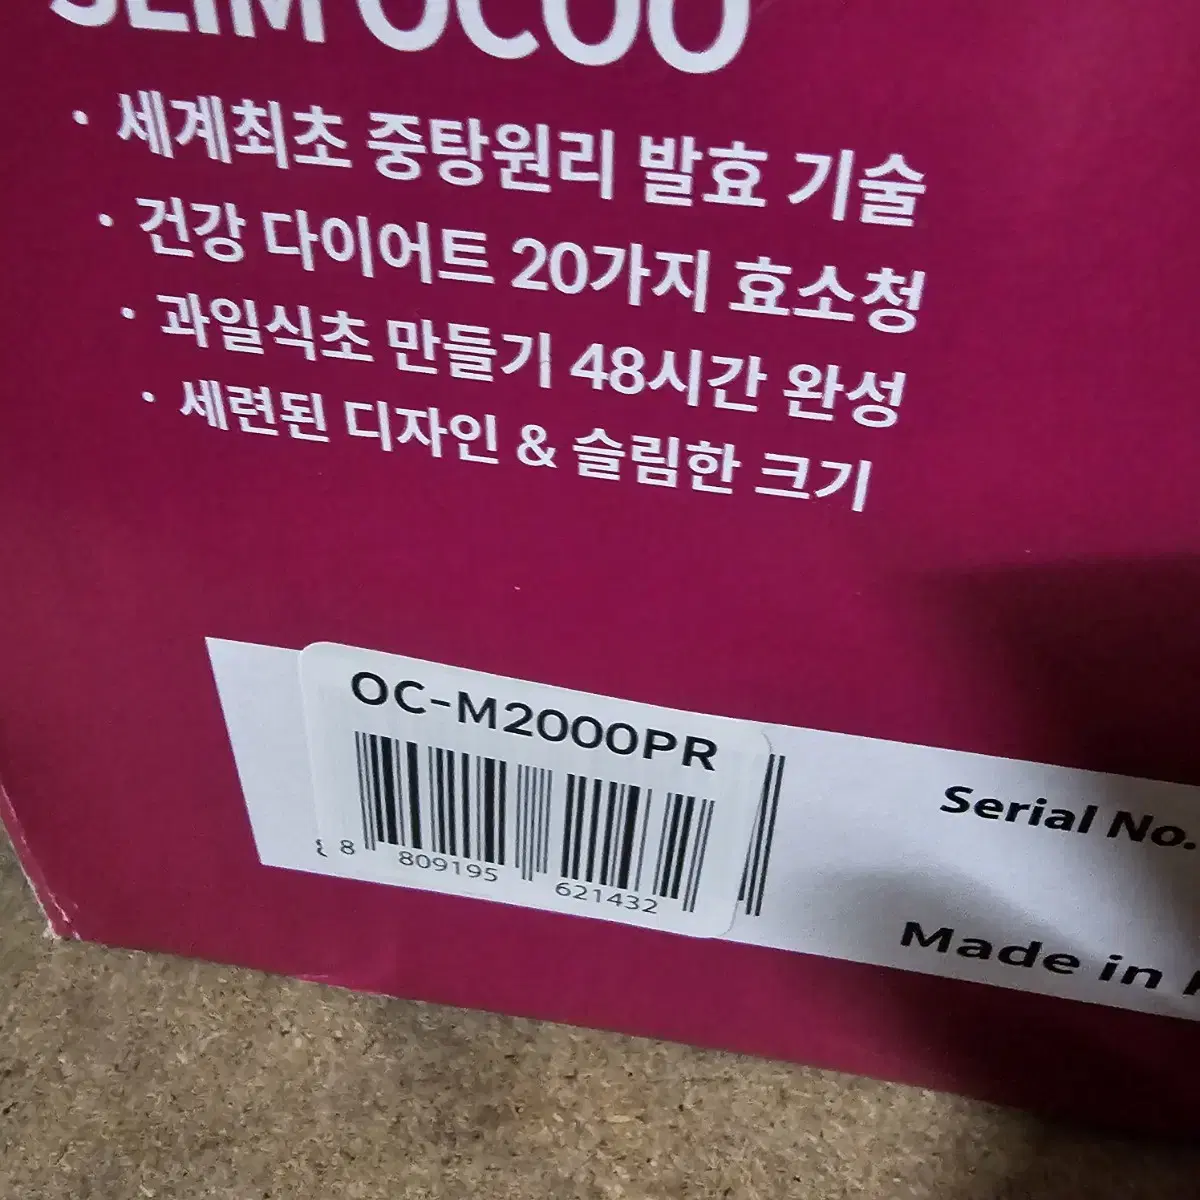 SLIM OCOO
· 세계최초 중탕원리 발효 기술
· 건강 다이어트 20가지 효소청
· 과일식초 만들기 48시간 완성
· 세련된 디자인 & 슬림한 크기
OC-M2000PR
8 809195 621432
Serial No.
Made in